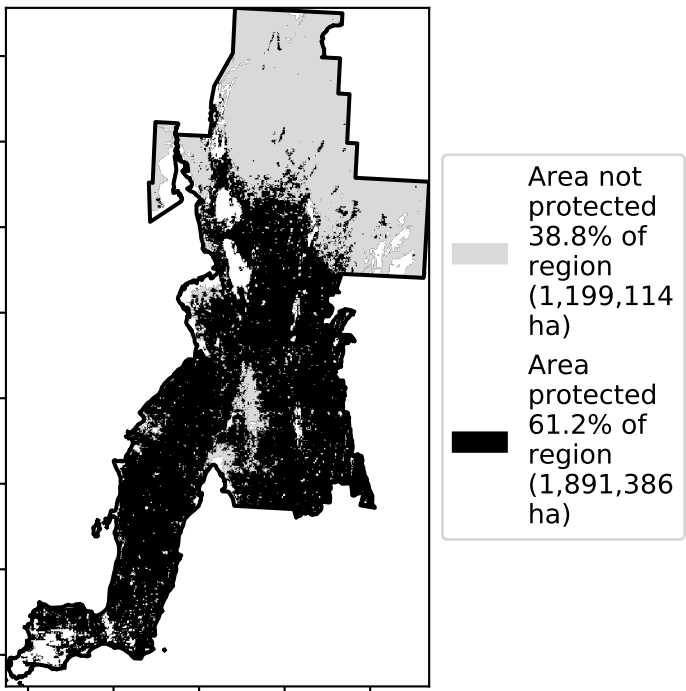 Area not
protected
38.8% of
region
(1,199,114
ha)
Area
protected
61.2% of
region
(1,891,386
ha)